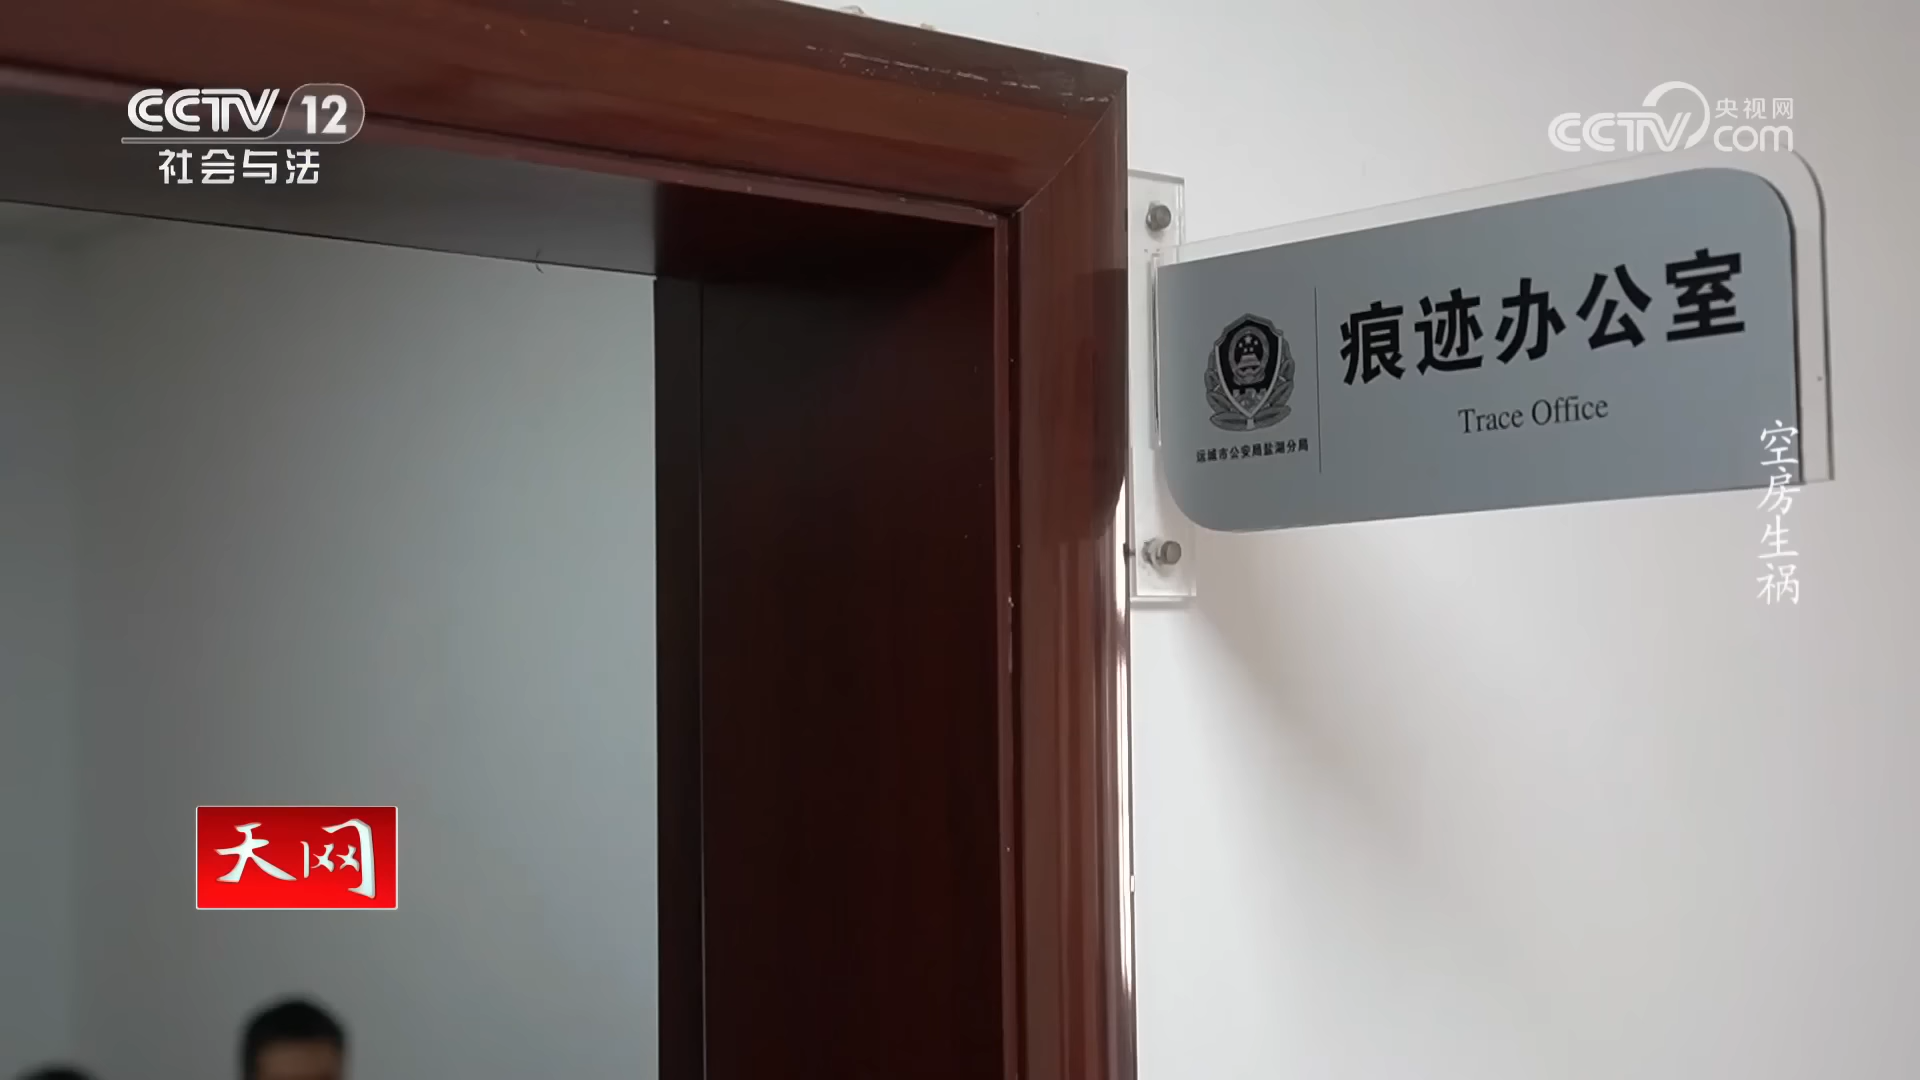 CCTV 12
社会与法
CCTV 央视网
com
痕迹办公室
Trace Office
运城市公安局盐湖分局
空房生祸
天网